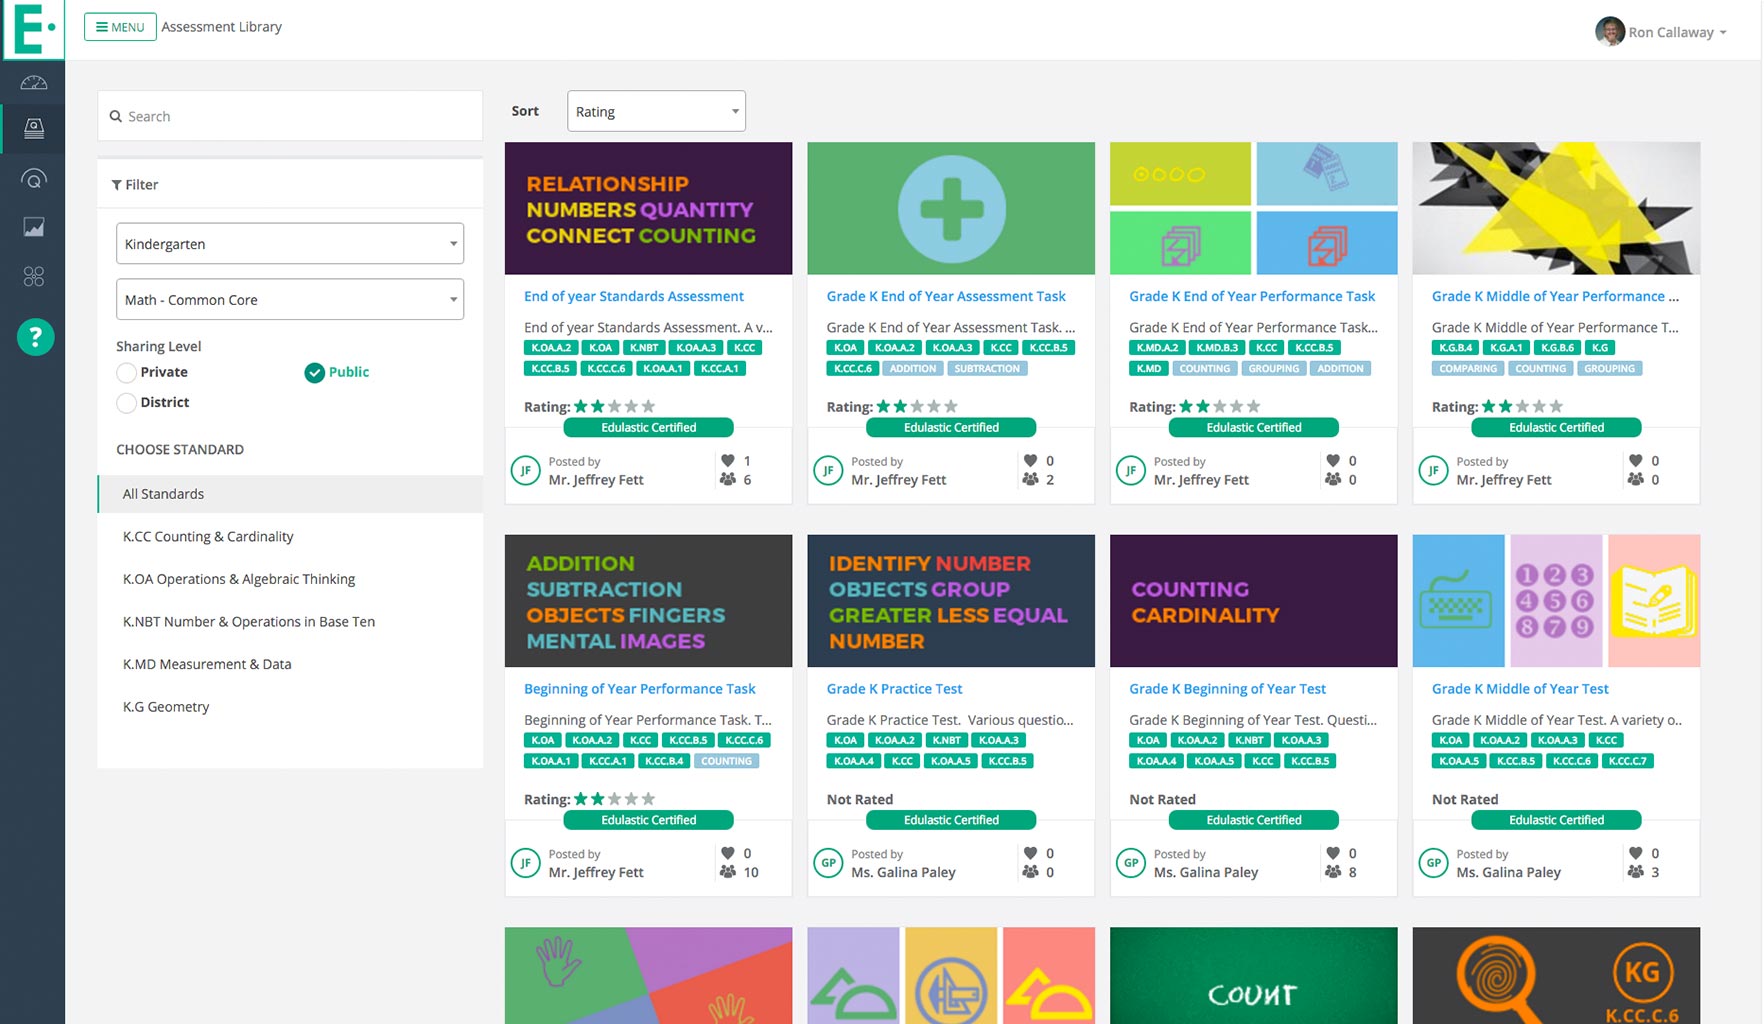 E
MENU
Assessment Library
Ron Callaway
Search
Sort
Rating
Filter
Kindergarten
Math - Common Core
Sharing Level
Private
Public
District
CHOOSE STANDARD
All Standards
K.CC Counting & Cardinality
K.OA Operations & Algebraic Thinking
K.NBT Number & Operations in Base Ten
K.MD Measurement & Data
K.G Geometry
?
RELATIONSHIP
NUMBERS QUANTITY
CONNECT COUNTING
End of year Standards Assessment
End of year Standards Assessment. A v...
K.OA.A.2 K.OA K.NBT K.OA.A.3 K.CC
K.CC.B.5 K.CC.C.6 K.OA.A.1 K.CC.A.1
Rating:
Edulastic Certified
JF
Posted by
Mr. Jeffrey Fett
1
6
Grade K End of Year Assessment Task
Grade K End of Year Assessment Task. ...
K.OA K.OA.A.2 K.OA.A.3 K.CC K.CC.B.5
K.CC.C.6 ADDITION SUBTRACTION
Rating:
Edulastic Certified
JF
Posted by
Mr. Jeffrey Fett
0
2
Grade K End of Year Performance Task
Grade K End of Year Performance Task...
K.MD.A.2 K.MD.B.3 K.CC K.CC.B.5
K.MD COUNTING GROUPING ADDITION
Rating:
Edulastic Certified
JF
Posted by
Mr. Jeffrey Fett
0
0
Grade K Middle of Year Performance ...
Grade K Middle of Year Performance T...
K.G.B.4 K.G.A.1 K.G.B.6 K.G
COMPARING COUNTING GROUPING
Rating:
Edulastic Certified
JF
Posted by
Mr. Jeffrey Fett
0
0
ADDITION
SUBTRACTION
OBJECTS FINGERS
MENTAL IMAGES
Beginning of Year Performance Task
Beginning of Year Performance Task. T...
K.OA K.OA.A.2 K.CC K.CC.B.5 K.CC.C.6
K.OA.A.1 K.CC.A.1 K.CC.B.4 COUNTING
Rating:
Edulastic Certified
JF
Posted by
Mr. Jeffrey Fett
0
10
IDENTIFY NUMBER
OBJECTS GROUP
GREATER LESS EQUAL
NUMBER
Grade K Practice Test
Grade K Practice Test. Various questio...
K.OA K.OA.A.2 K.NBT K.OA.A.3
K.OA.A.4 K.CC K.OA.A.5 K.CC.B.5
Not Rated
Edulastic Certified
GP
Posted by
Ms. Galina Paley
0
0
COUNTING
CARDINALITY
Grade K Beginning of Year Test
Grade K Beginning of Year Test. Questi...
K.OA K.OA.A.2 K.NBT K.OA.A.3
K.OA.A.4 K.OA.A.5 K.CC K.CC.B.5
Not Rated
Edulastic Certified
GP
Posted by
Ms. Galina Paley
0
8
1 2 3
4 5 6
7 8 9
Grade K Middle of Year Test
Grade K Middle of Year Test. A variety o..
K.OA K.OA.A.2 K.OA.A.3 K.CC
K.OA.A.5 K.CC.B.5 K.CC.C.6 K.CC.C.7
Not Rated
Edulastic Certified
GP
Posted by
Ms. Galina Paley
0
3
COUNT
KG
K.CC.C.6